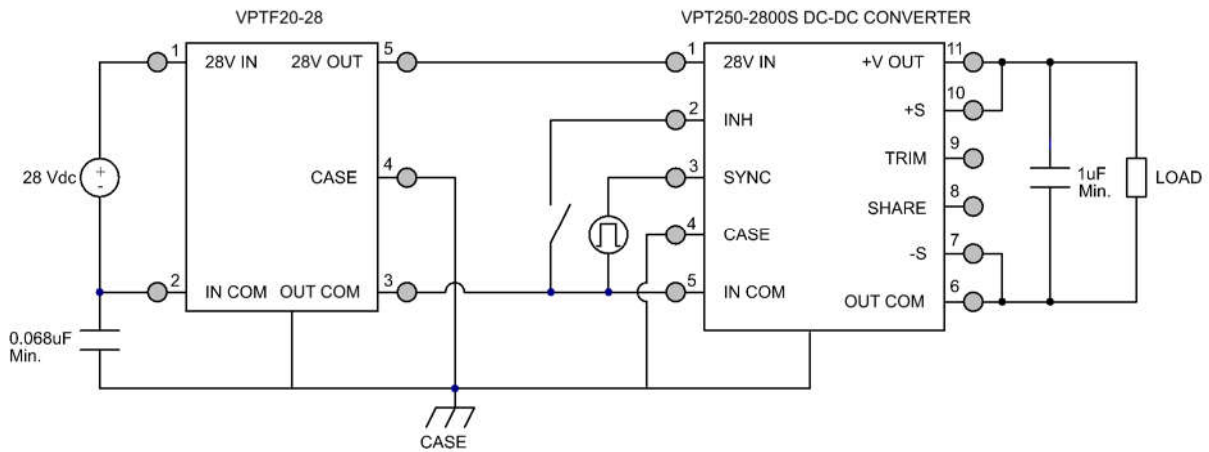 VPTF20-28
VPT250-2800S DC-DC CONVERTER
1
28V IN
28V OUT
5
1
28V IN
+V OUT
11
2
INH
+S
10
TRIM
9
28 Vdc
+
-
CASE
4
3
SYNC
SHARE
8
1uF
Min.
LOAD
4
CASE
-S
7
2
IN COM
OUT COM
3
5
IN COM
OUT COM
6
0.068uF
Min.
CASE